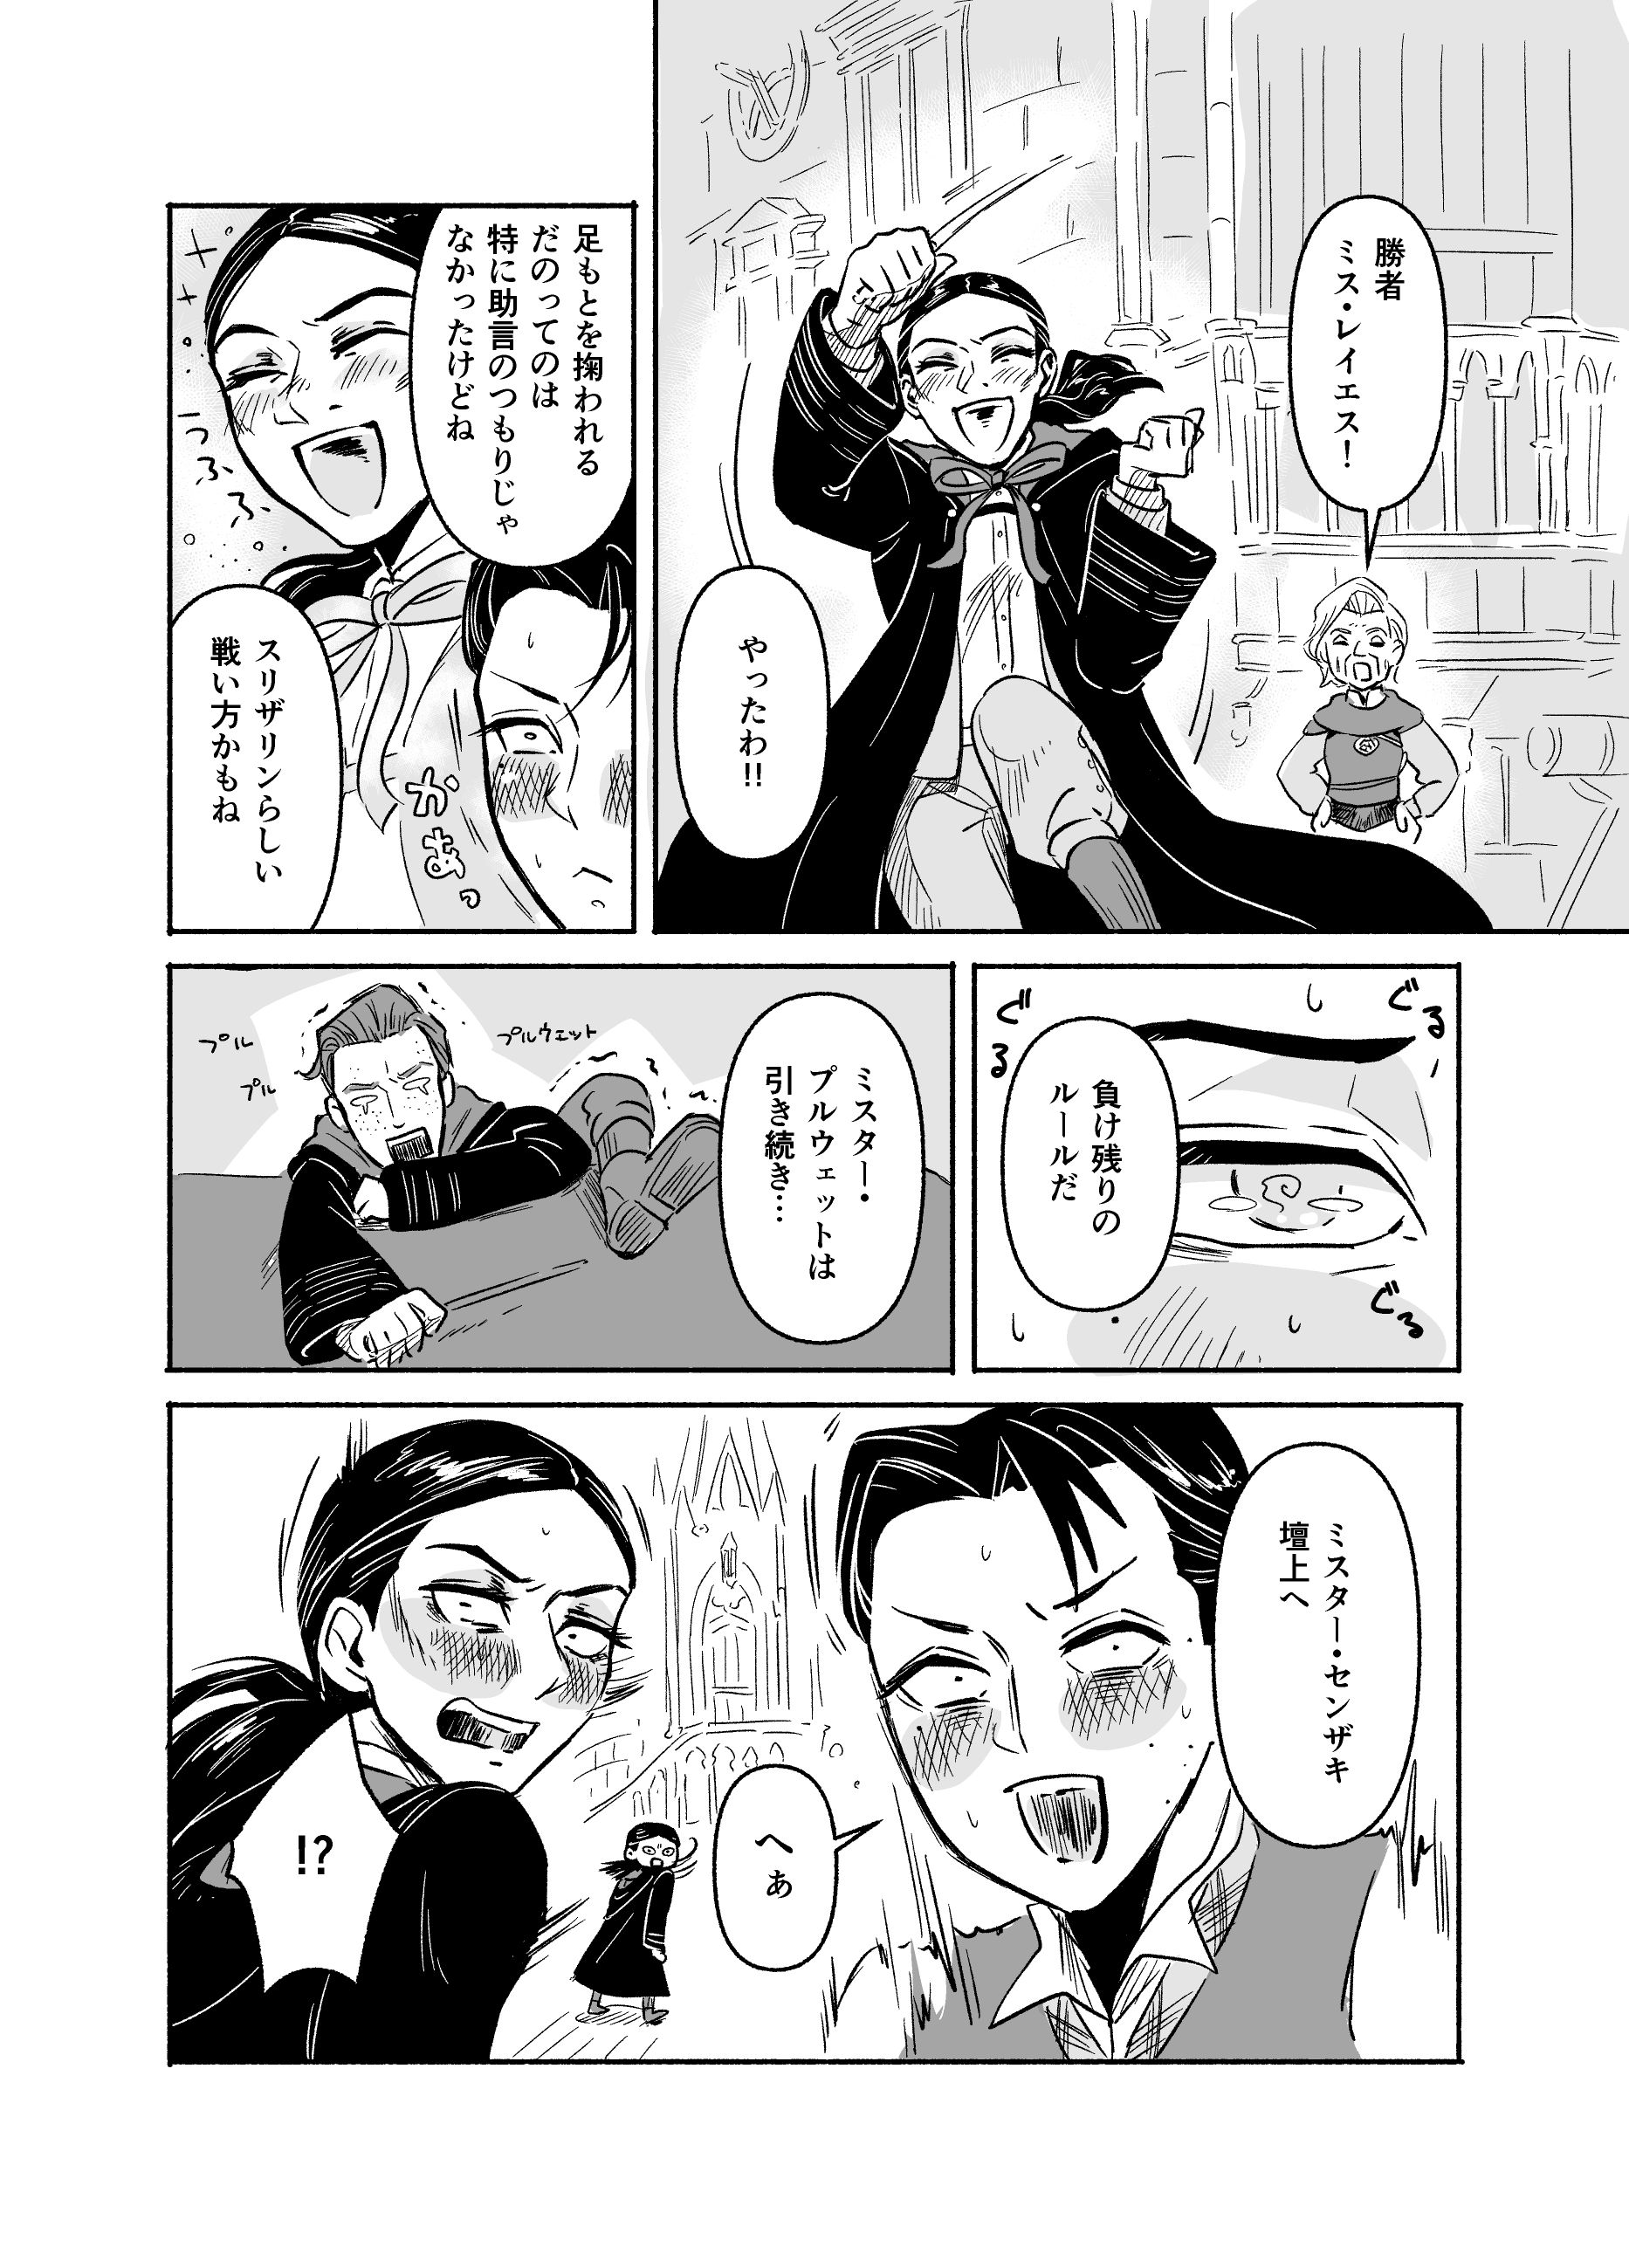 勝者
ミス・レイエス！
やったわ!!
足もとを掬われる
だのってのは
特に助言のつもりじゃ
なかったけどね
うふふ
スリザリンらしい
戦い方かもね
かあっ
ぐる
ぐる
ぐる
負け残りの
ルールだ
ミスター・
プルウェットは
引き続き…
プルウェット
プル
プル
ミスター・センザキ
壇上へ
へぁ
!?